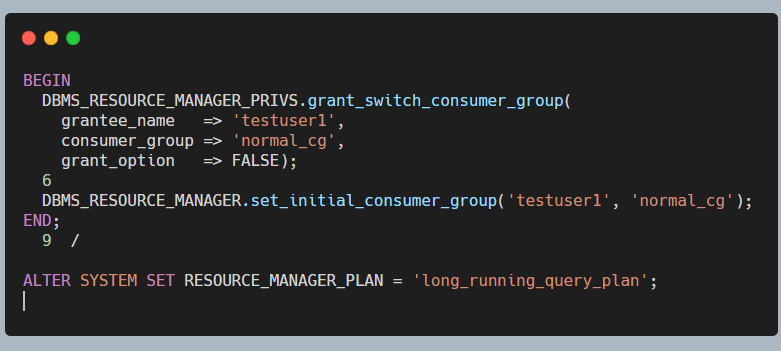 BEGIN
  DBMS_RESOURCE_MANAGER_PRIVS.grant_switch_consumer_group(
    grantee_name   => 'testuser1',
    consumer_group => 'normal_cg',
    grant_option   => FALSE);
  6
  DBMS_RESOURCE_MANAGER.set_initial_consumer_group('testuser1', 'normal_cg');
END;
  9  /
ALTER SYSTEM SET RESOURCE_MANAGER_PLAN = 'long_running_query_plan';